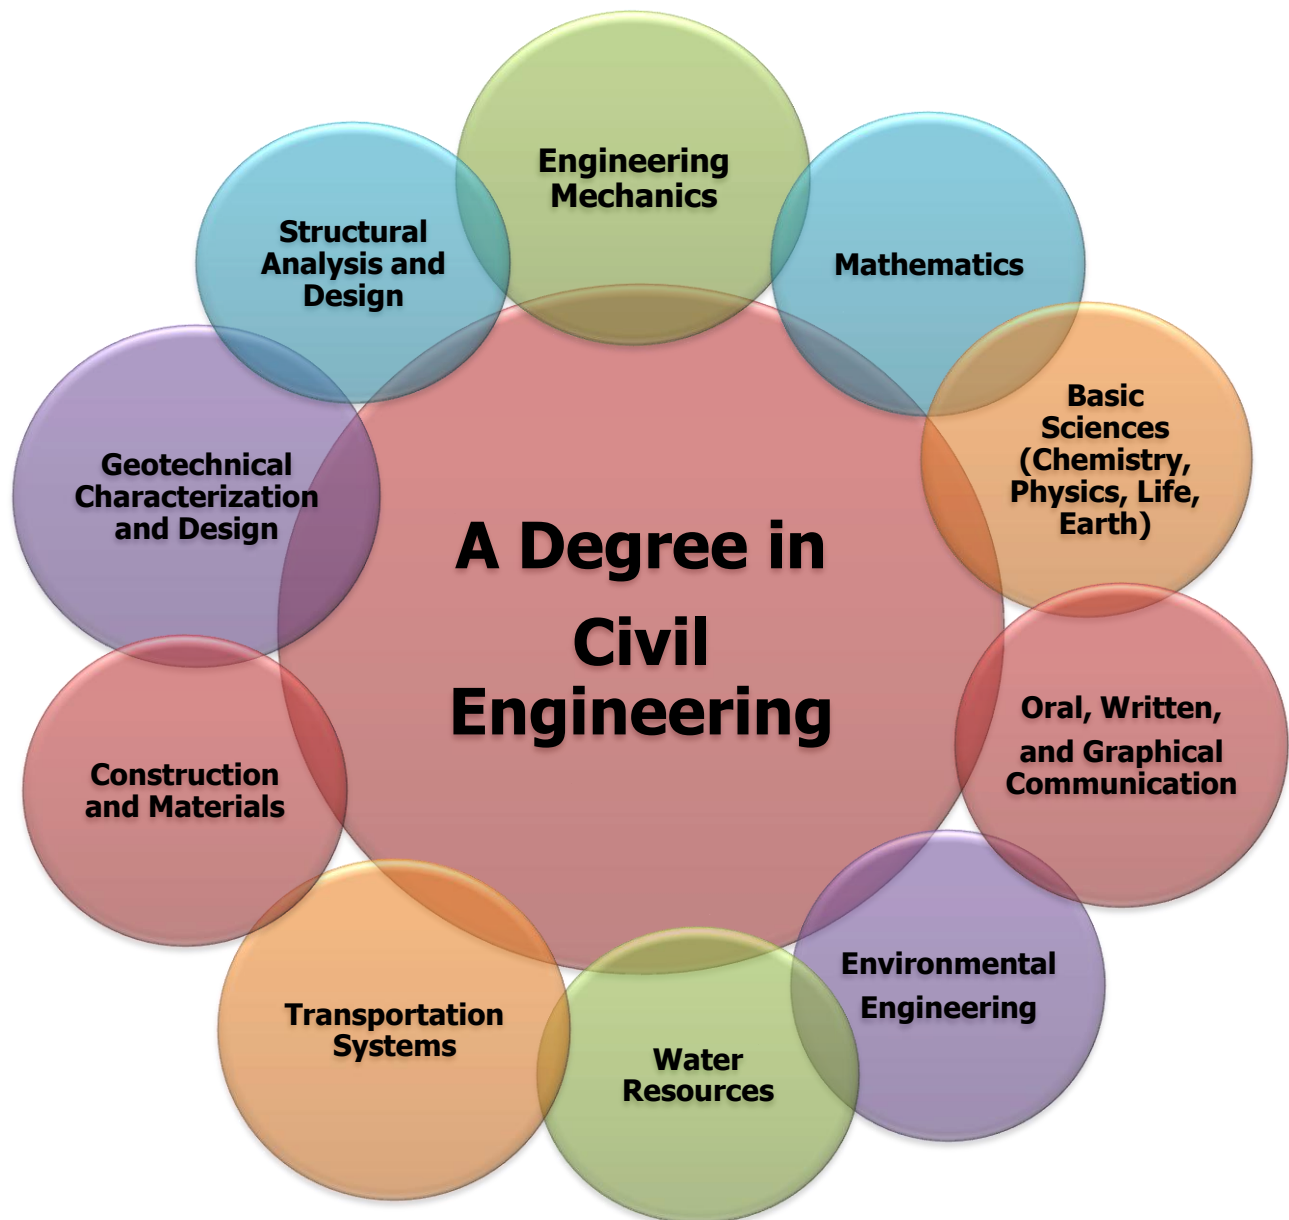 Engineering
Mechanics
Mathematics
Basic
Sciences
(Chemistry,
Physics, Life,
Earth)
Oral, Written,
and Graphical
Communication
Environmental
Engineering
Water
Resources
Transportation
Systems
Construction
and Materials
Geotechnical
Characterization
and Design
Structural
Analysis and
Design
A Degree in
Civil
Engineering